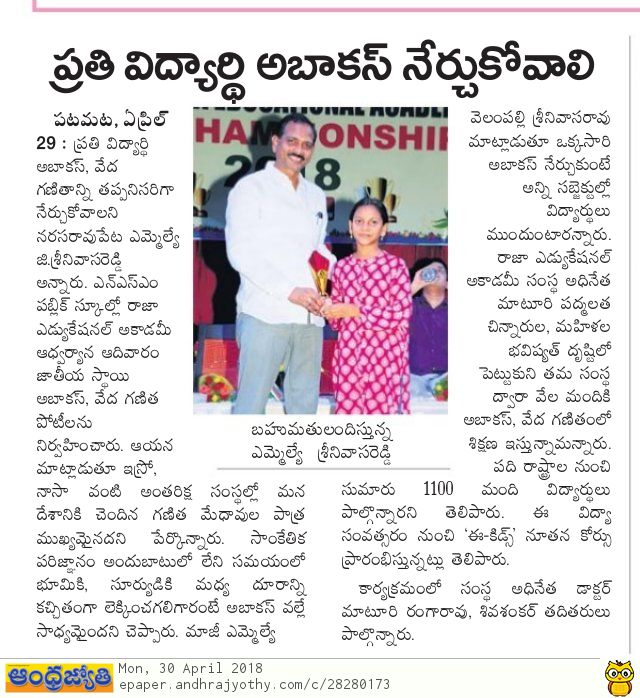 ప్రతి విద్యార్థి అబాకస్ నేర్చుకోవాలి
పటమట, ఏప్రిల్
29 : ప్రతి విద్యార్థి
అబాకస్, వేద
గణితాన్ని తప్పనిసరిగా
నేర్చుకోవాలని
నరసరావుపేట ఎమ్మెల్యే
జి.శ్రీనివాసరెడ్డి
అన్నారు. ఎన్ఎస్ఎం
పబ్లిక్ స్కూల్లో రాజా
ఎడ్యుకేషనల్ అకాడమీ
ఆధ్వర్యాన ఆదివారం
జాతీయ స్థాయి
అబాకస్, వేద గణిత
పోటీలను
నిర్వహించారు. ఆయన
మాట్లాడుతూ ఇస్రో,
నాసా వంటి అంతరిక్ష సంస్థల్లో మన
దేశానికి చెందిన గణిత మేధావుల పాత్ర
ముఖ్యమైనదని పేర్కొన్నారు. సాంకేతిక
పరిజ్ఞానం అందుబాటులో లేని సమయంలో
భూమికి, సూర్యుడికి మధ్య దూరాన్ని
కచ్చితంగా లెక్కించగలిగారంటే అబాకస్ వల్లే
సాధ్యమైందని చెప్పారు. మాజీ ఎమ్మెల్యే
EDUCATIONAL ACADE
HAMPIONSHIP
2018
బహుమతులందిస్తున్న
ఎమ్మెల్యే శ్రీనివాసరెడ్డి
వెలంపల్లి శ్రీనివాసరావు
మాట్లాడుతూ ఒక్కసారి
అబాకస్ నేర్చుకుంటే
అన్ని సబ్జెక్టుల్లో
విద్యార్థులు
ముందుంటారన్నారు.
రాజా ఎడ్యుకేషనల్
అకాడమీ సంస్థ అధినేత
మాటూరి పద్మలత
చిన్నారుల, మహిళల
భవిష్యత్ దృష్టిలో
పెట్టుకుని తమ సంస్థ
ద్వారా వేల మందికి
అబాకస్, వేద గణితంలో
శిక్షణ ఇస్తున్నామన్నారు.
పది రాష్ట్రాల నుంచి
సుమారు 1100 మంది విద్యార్థులు
పాల్గొన్నారని తెలిపారు. ఈ విద్యా
సంవత్సరం నుంచి ‘ఈ-కిడ్స్’ నూతన కోర్సు
ప్రారంభిస్తున్నట్లు తెలిపారు.
కార్యక్రమంలో సంస్థ అధినేత డాక్టర్
మాటూరి రంగారావు, శివశంకర్ తదితరులు
పాల్గొన్నారు.
ఆంధ్రజ్యోతి
Mon, 30 April 2018
epaper.andhrajyothy.com/c/28280173